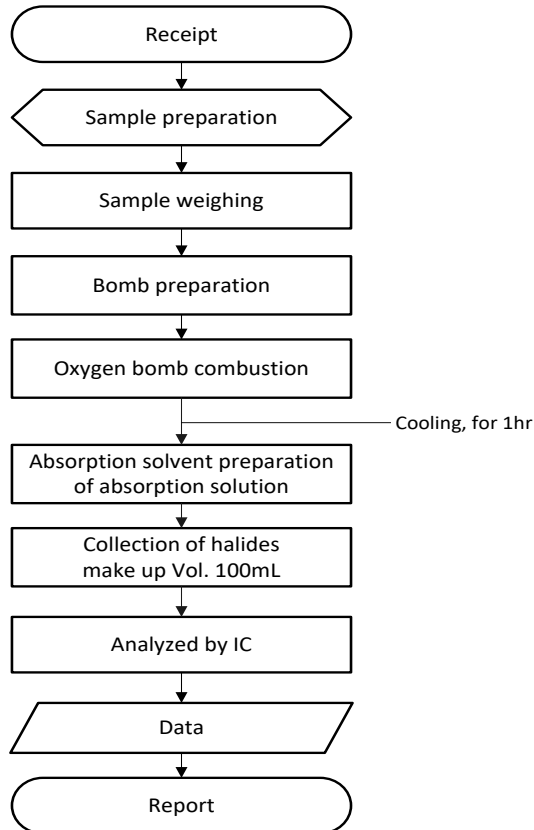 Receipt
Sample preparation
Sample weighing
Bomb preparation
Oxygen bomb combustion
Cooling, for 1hr
Absorption solvent preparation
of absorption solution
Collection of halides
make up Vol. 100mL
Analyzed by IC
Data
Report